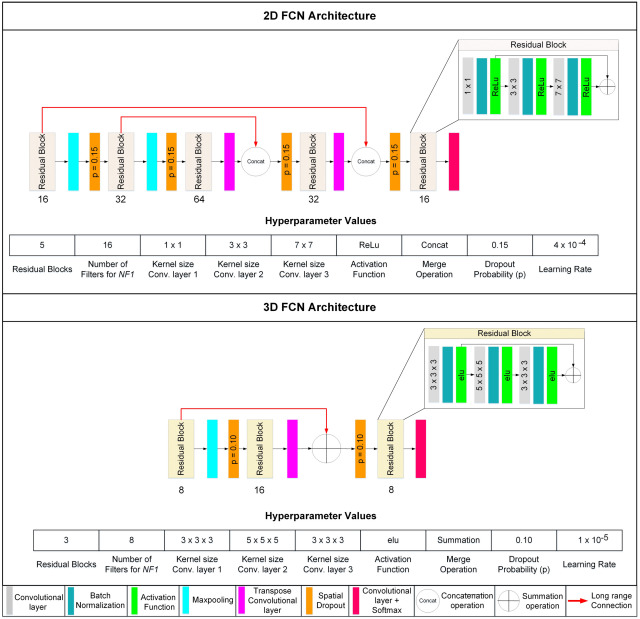 2D FCN Architecture
Residual Block
1 x 1
ReLu
3 x 3
ReLu
7 x 7
ReLu
Residual Block
p = 0.15
Residual Block
p = 0.15
Residual Block
Concat
p = 0.15
Residual Block
Concat
p = 0.15
Residual Block
16
32
64
32
16
Hyperparameter Values
5 16 1 x 1 3 x 3 7 x 7 ReLu Concat 0.15 4 x 10-4
Residual Blocks Number of Kernel size Kernel size Kernel size Activation Merge Dropout Learning Rate
Filters for NF1 Conv. layer 1 Conv. layer 2 Conv. layer 3 Function Operation Probability (p)
3D FCN Architecture
Residual Block
3 x 3 x 3
elu
5 x 5 x 5
elu
3 x 3 x 3
elu
Residual Block
p = 0.10
Residual Block
p = 0.10
Residual Block
8
16
8
Hyperparameter Values
3 8 3 x 3 x 3 5 x 5 x 5 3 x 3 x 3 elu Summation 0.10 1 x 10-5
Residual Blocks Number of Kernel size Kernel size Kernel size Activation Merge Dropout Learning Rate
Filters for NF1 Conv. layer 1 Conv. layer 2 Conv. layer 3 Function Operation Probability (p)
Convolutional
layer
Batch
Normalization
Activation
Function
Maxpooling
Transpose
Convolutional
layer
Spatial
Dropout
Convolutional
layer +
Softmax
Concat
Concatenation
operation
Summation
operation
Long range
Connection